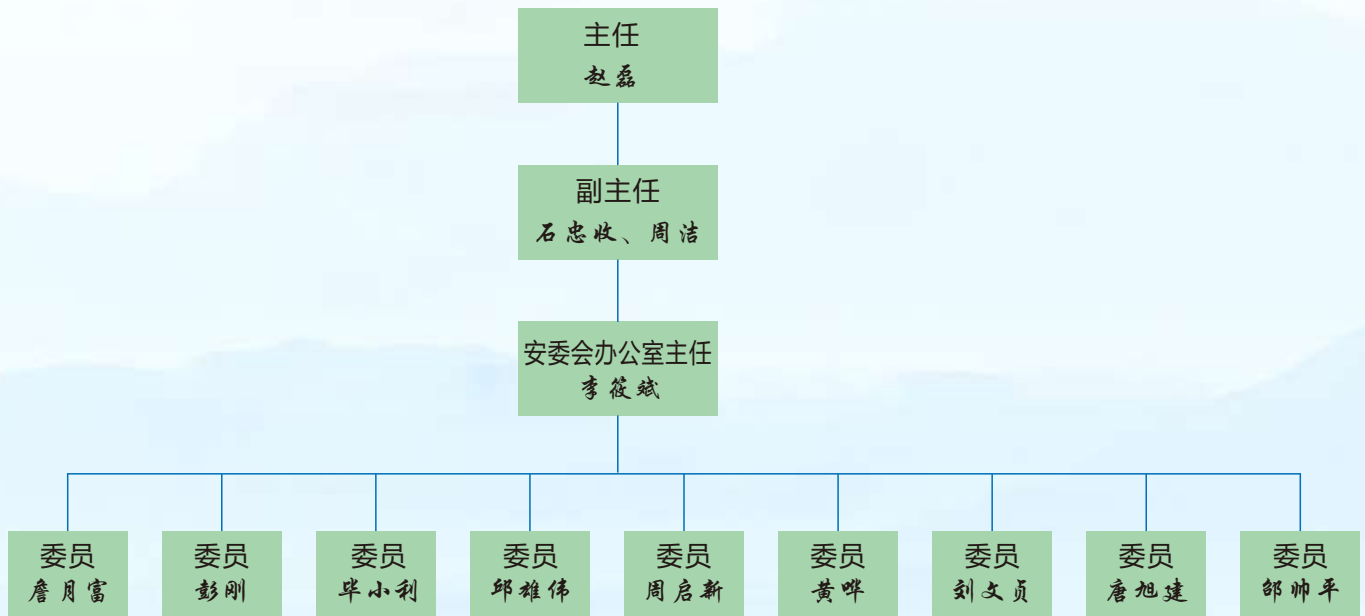 主任
赵磊
副主任
石忠收、周洁
安委会办公室主任
李筱斌
委员
詹月富
委员
彭刚
委员
毕小利
委员
邱雄伟
委员
周启新
委员
黄哗
委员
刘文贞
委员
唐旭建
委员
邹帅平